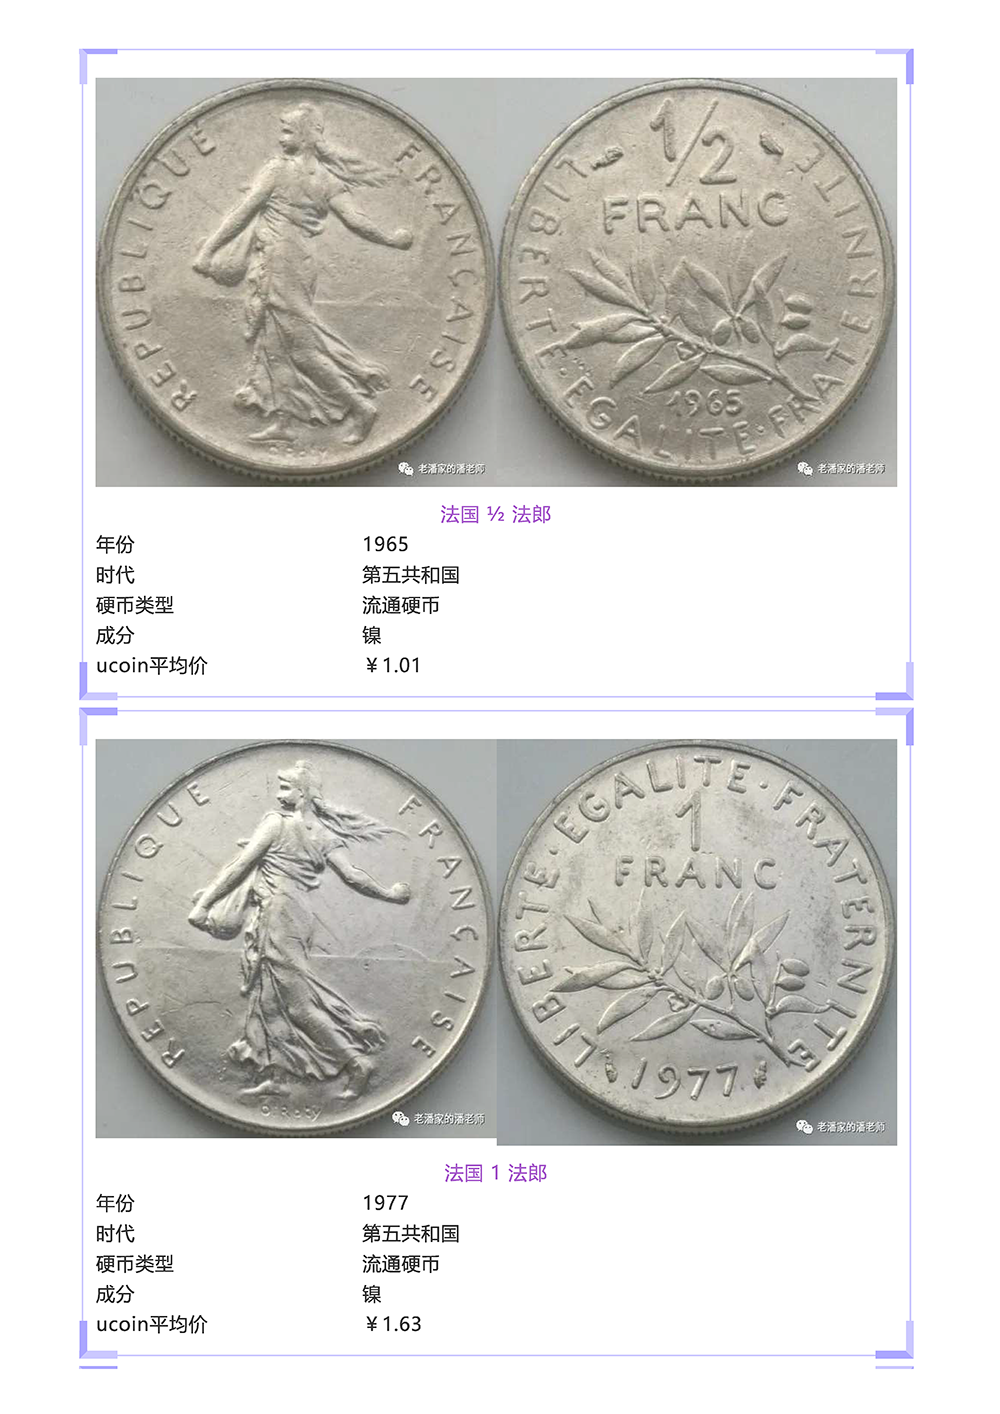 REPUBLIQUE FRANÇAISE
O. Roty
1/2
FRANC
LIBERTE · EGALITE · FRATERNITE
1965
老潘家的潘老师
老潘家的潘老师
法国 ½ 法郎
年份 1965
时代 第五共和国
硬币类型 流通硬币
成分 镍
ucoin平均价 ￥1.01
REPUBLIQUE FRANÇAISE
O. Roty
LIBERTE · EGALITE · FRATERNITE
1
FRANC
1977
老潘家的潘老师
老潘家的潘老师
法国 1 法郎
年份 1977
时代 第五共和国
硬币类型 流通硬币
成分 镍
ucoin平均价 ￥1.63